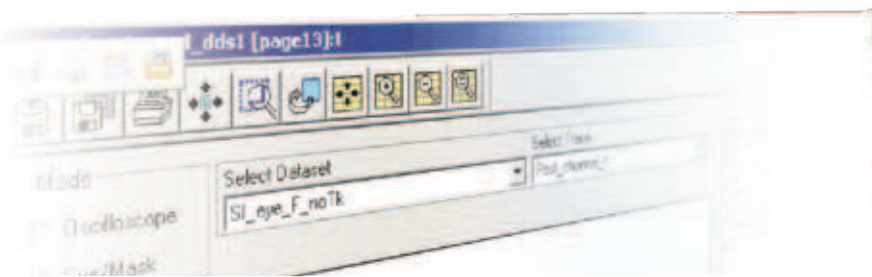 _dds1 [page13]:1
Mode
Select Dataset
SI_eye_F_noTk
Oscilloscope
Eye/Mask